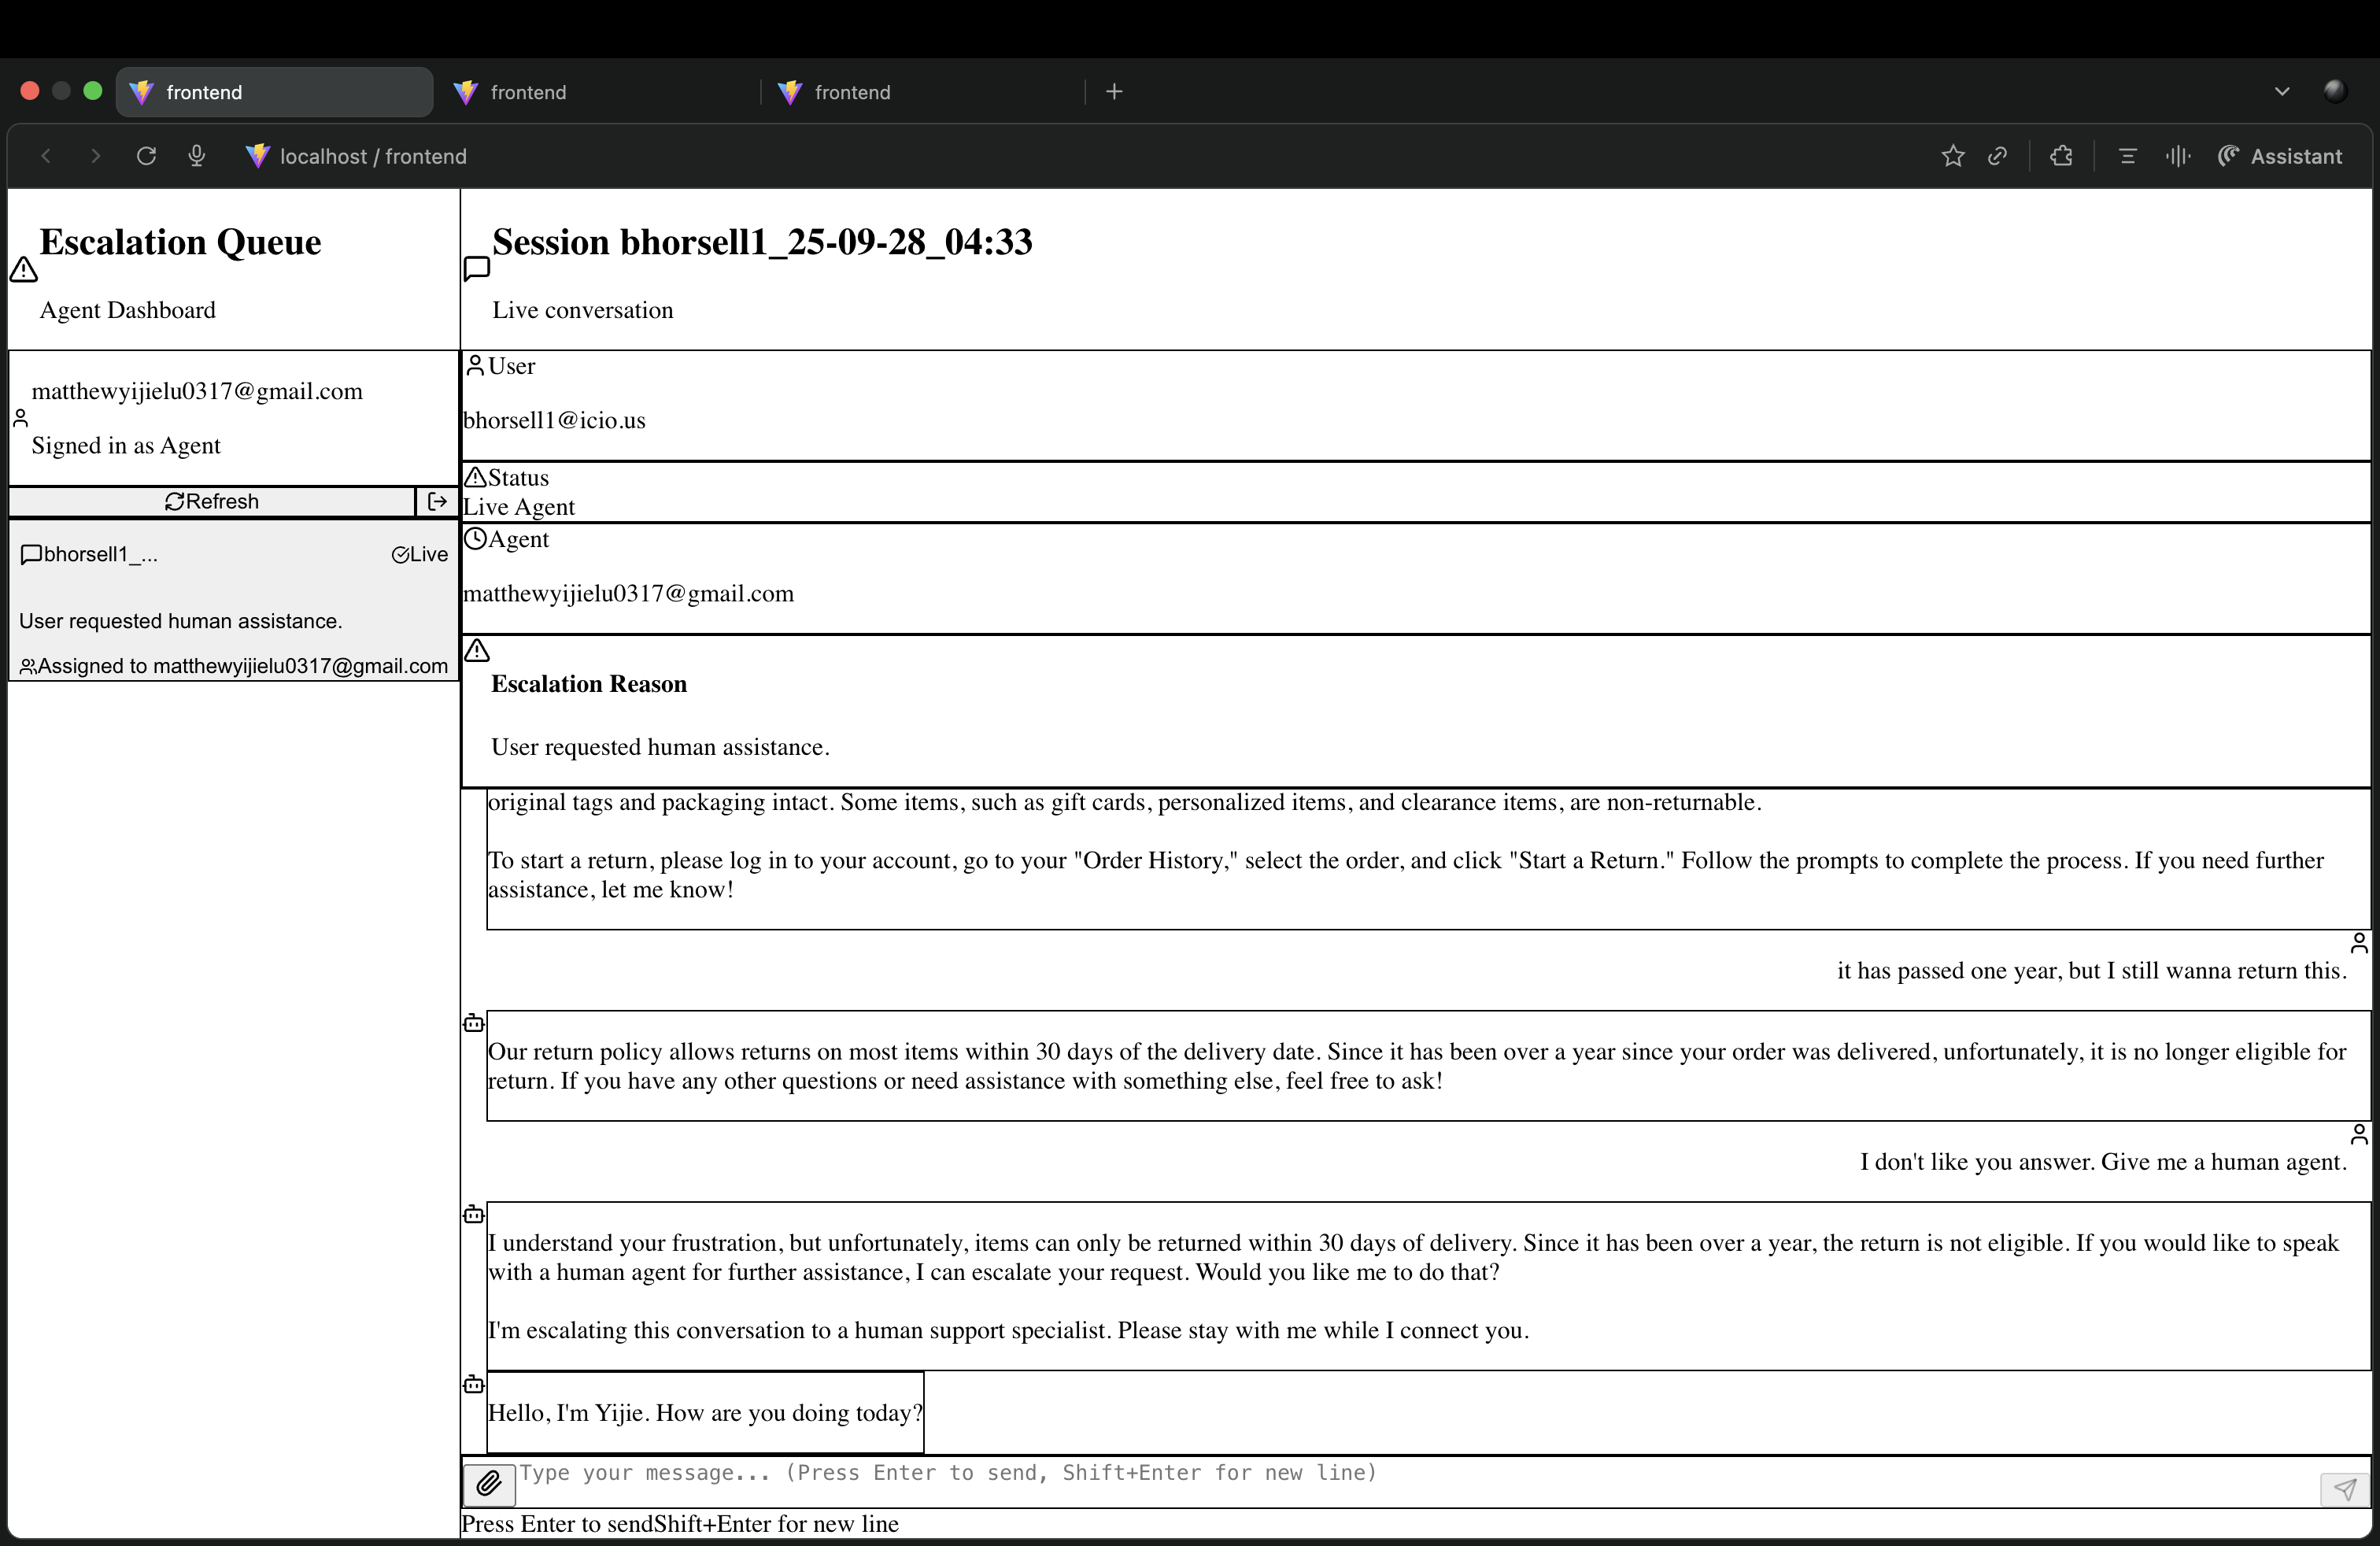 frontend
frontend
frontend
localhost / frontend
Assistant
Escalation Queue
Agent Dashboard
matthewyijielu0317@gmail.com
Signed in as Agent
Refresh
bhorsell1_...
Live
User requested human assistance.
Assigned to matthewyijielu0317@gmail.com
Session bhorsell1_25-09-28_04:33
Live conversation
User
bhorsell1@icio.us
Status
Live Agent
Agent
matthewyijielu0317@gmail.com
Escalation Reason
User requested human assistance.
original tags and packaging intact. Some items, such as gift cards, personalized items, and clearance items, are non-returnable.
To start a return, please log in to your account, go to your "Order History," select the order, and click "Start a Return." Follow the prompts to complete the process. If you need further
assistance, let me know!
it has passed one year, but I still wanna return this.
Our return policy allows returns on most items within 30 days of the delivery date. Since it has been over a year since your order was delivered, unfortunately, it is no longer eligible for
return. If you have any other questions or need assistance with something else, feel free to ask!
I don't like you answer. Give me a human agent.
I understand your frustration, but unfortunately, items can only be returned within 30 days of delivery. Since it has been over a year, the return is not eligible. If you would like to speak
with a human agent for further assistance, I can escalate your request. Would you like me to do that?
I'm escalating this conversation to a human support specialist. Please stay with me while I connect you.
Hello, I'm Yijie. How are you doing today?
Type your message... (Press Enter to send, Shift+Enter for new line)
Press Enter to sendShift+Enter for new line